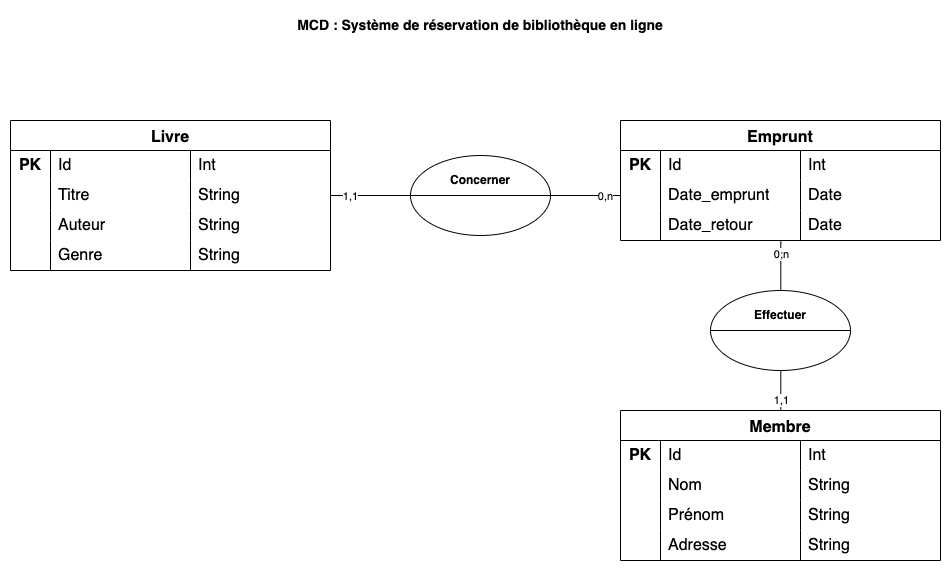 MCD : Système de réservation de bibliothèque en ligne
Livre
PK Id Int
Titre String
Auteur String
Genre String
1,1
Concerner
0,n
Emprunt
PK Id Int
Date_emprunt Date
Date_retour Date
0;n
Effectuer
1,1
Membre
PK Id Int
Nom String
Prénom String
Adresse String